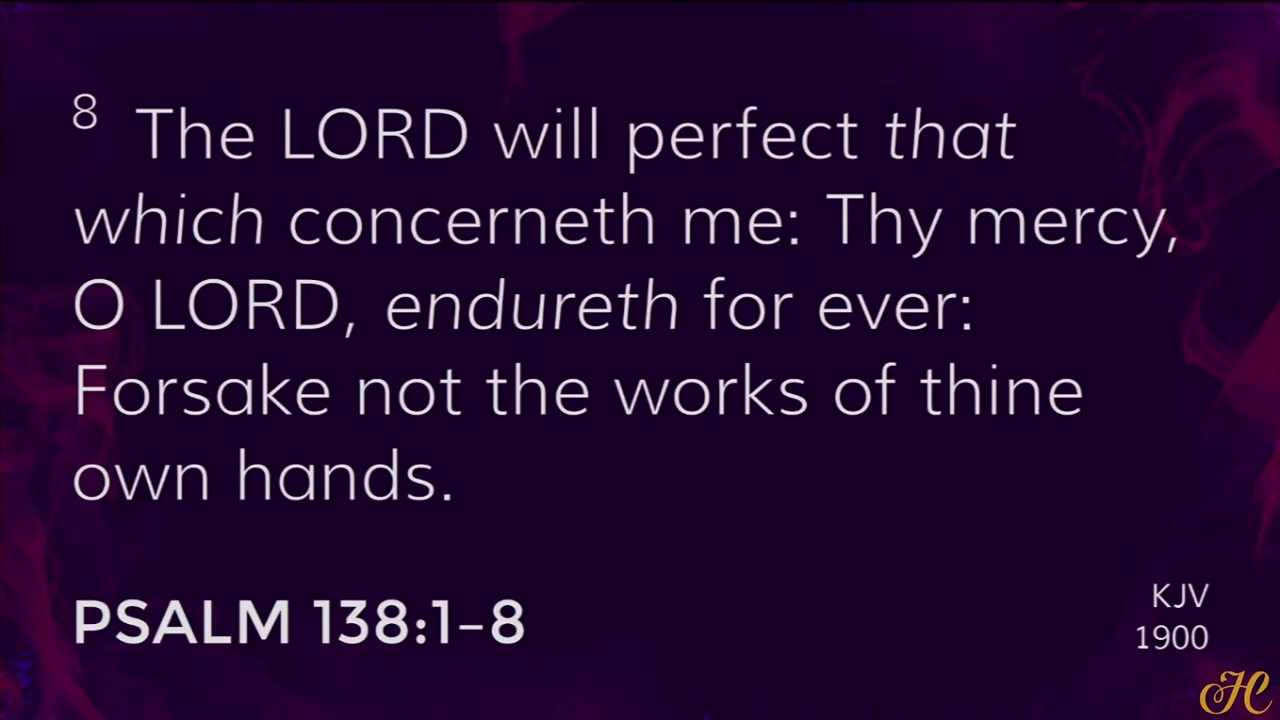 8 The LORD will perfect that
which concerneth me: Thy mercy,
O LORD, endureth for ever:
Forsake not the works of thine
own hands.
PSALM 138:1–8
KJV
1900
H